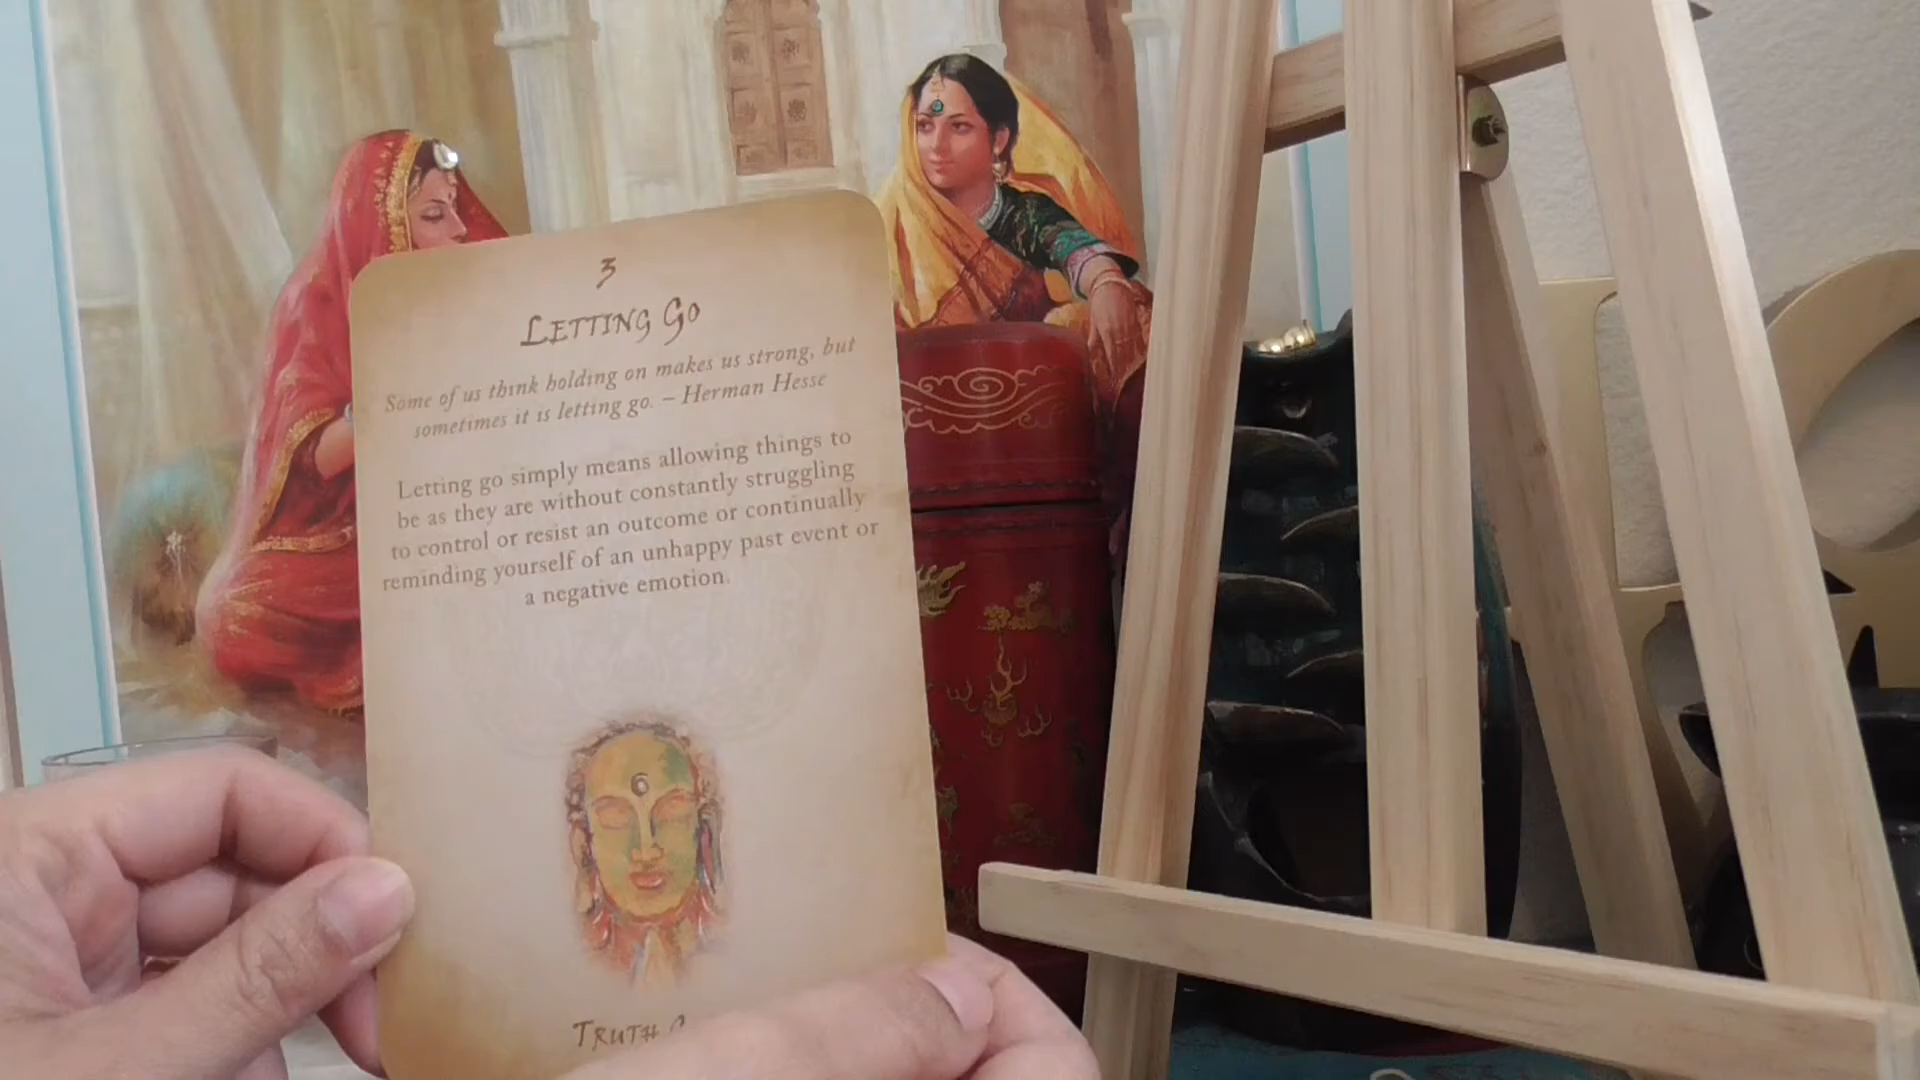 3
LETTING GO
Some of us think holding on makes us strong, but
sometimes it is letting go. – Herman Hesse
Letting go simply means allowing things to
be as they are without constantly struggling
to control or resist an outcome or continually
reminding yourself of an unhappy past event or
a negative emotion.
TRUTH